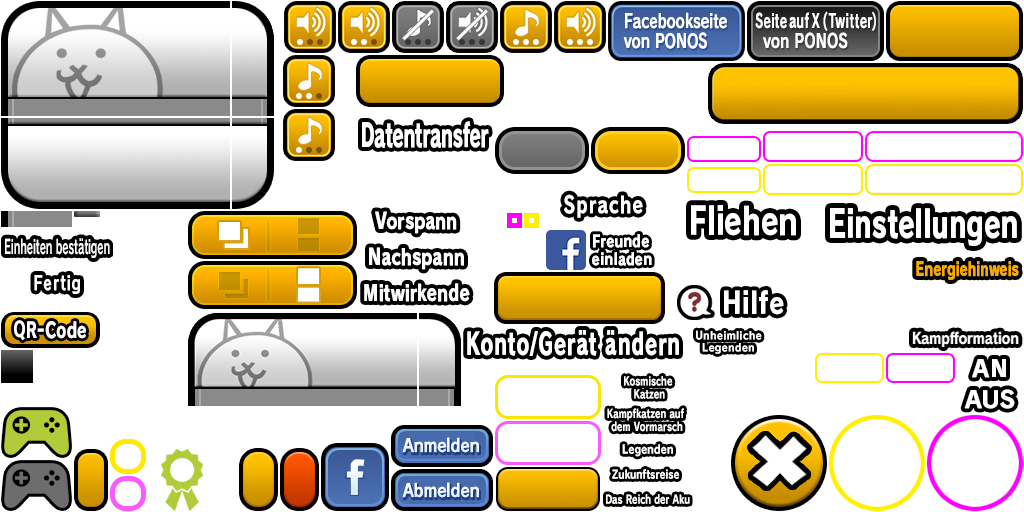 Facebookseite
von PONOS
Seite auf X (Twitter)
von PONOS
Datentransfer
Sprache
Fliehen
Einstellungen
Vorspann
Einheiten bestätigen
Freunde
einladen
Nachspann
Energiehinweis
Fertig
Mitwirkende
? Hilfe
QR-Code
Konto/Gerät ändern
Unheimliche
Legenden
Kampfformation
AN
AUS
Kosmische
Katzen
Kampfkatzen auf
dem Vormarsch
Anmelden
Legenden
Zukunftsreise
Abmelden
Das Reich der Aku